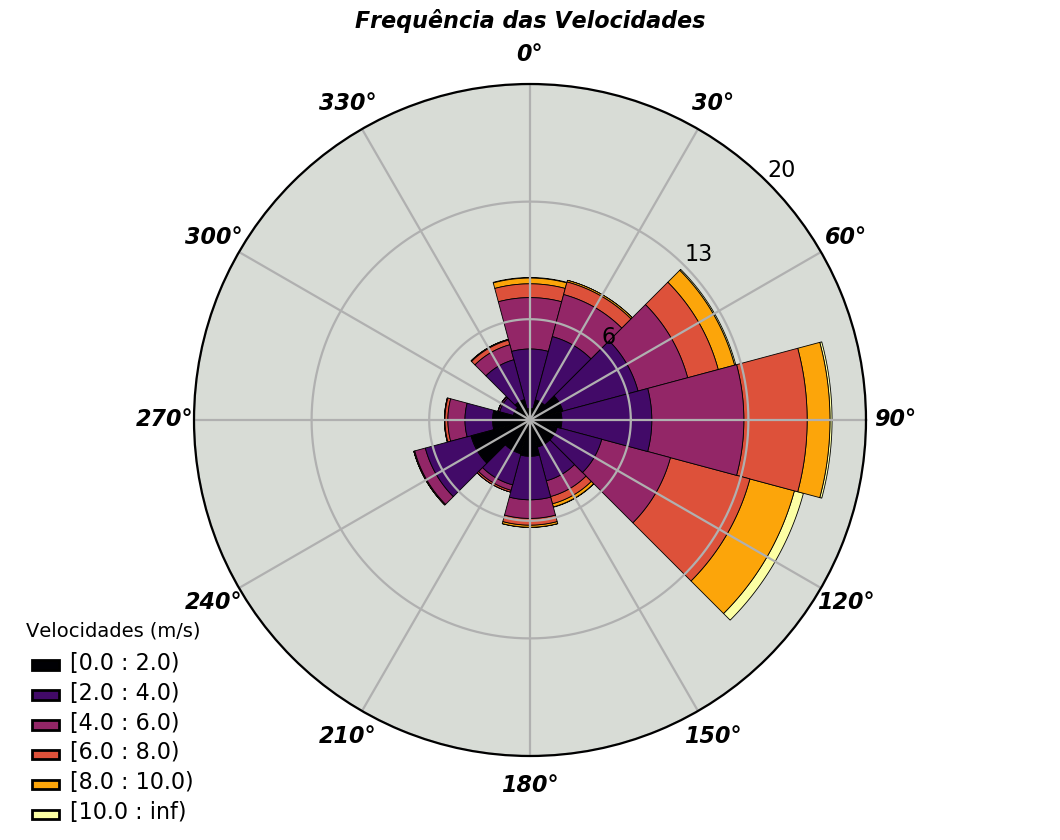 Frequência das Velocidades
0°
330°
30°
20
300°
60°
13
6
270°
90°
240°
120°
210°
150°
180°
Velocidades (m/s)
[0.0 : 2.0)
[2.0 : 4.0)
[4.0 : 6.0)
[6.0 : 8.0)
[8.0 : 10.0)
[10.0 : inf)